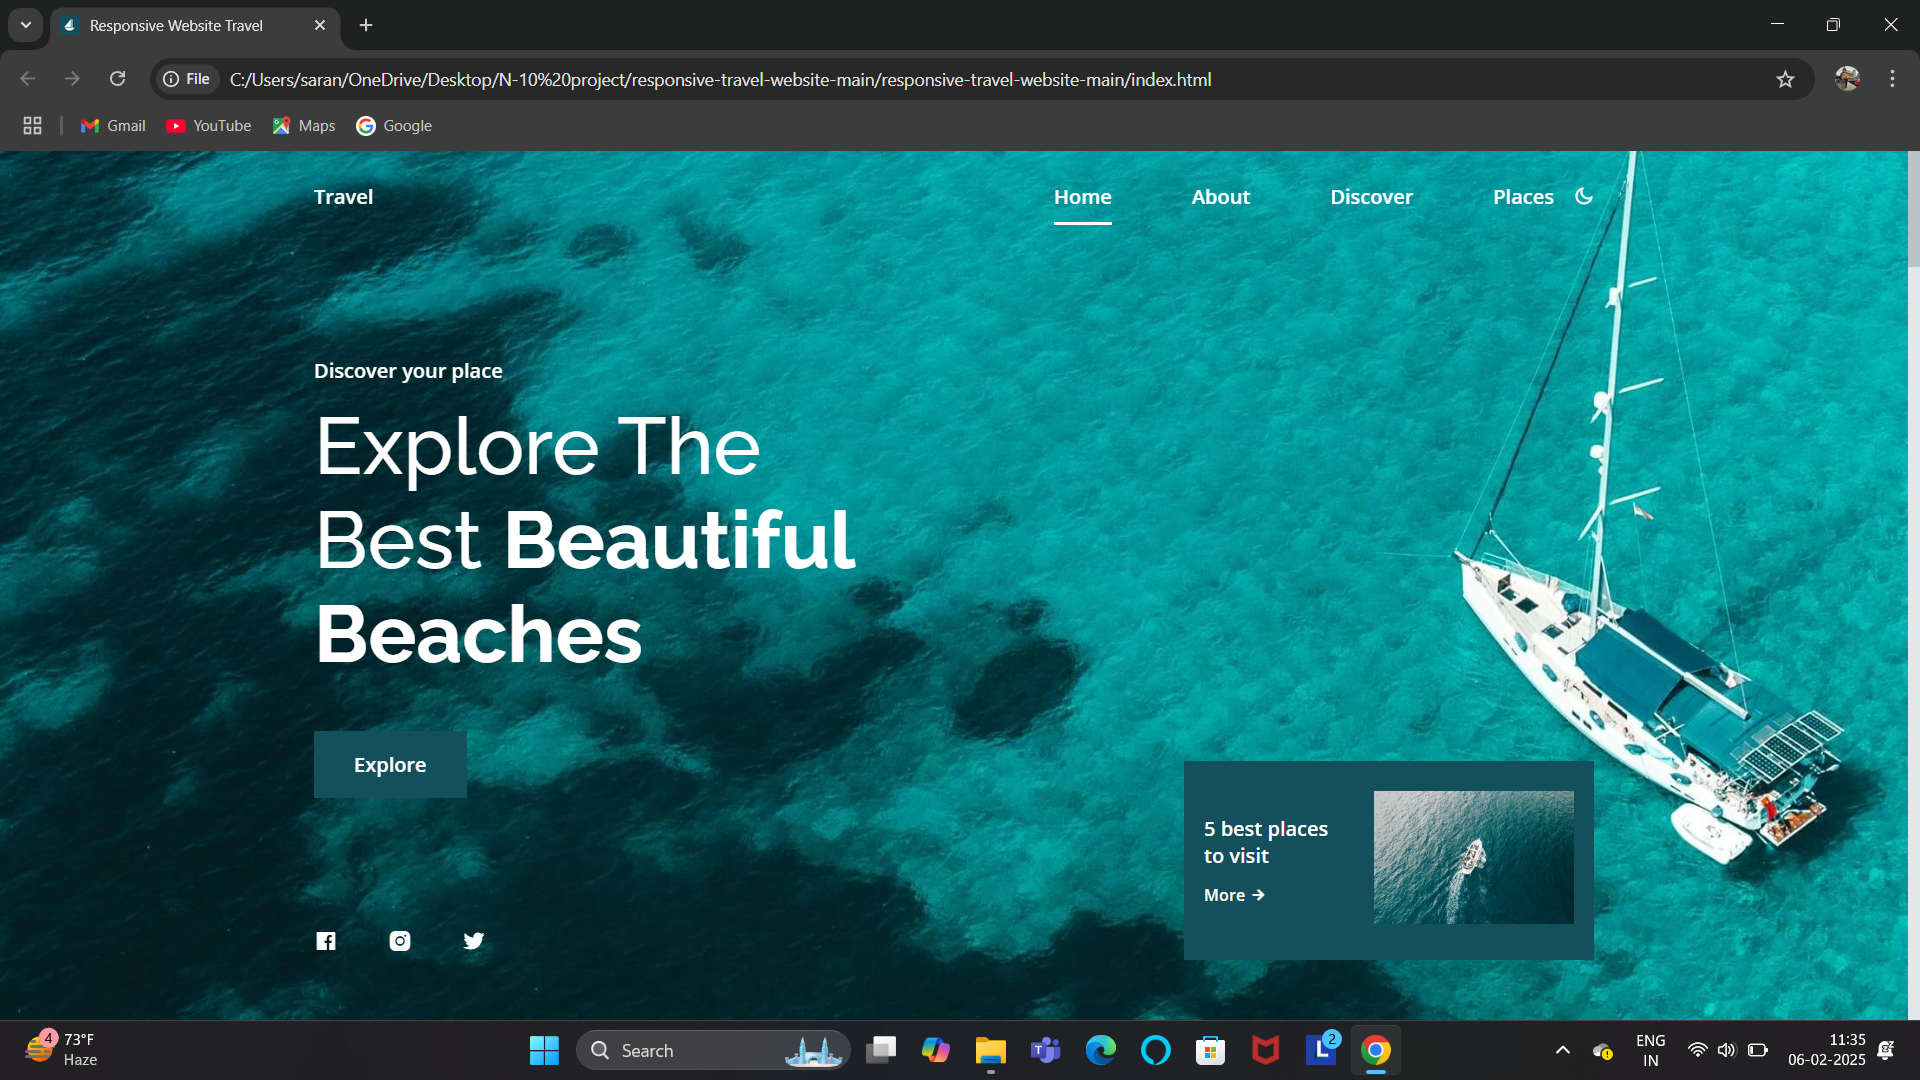 Responsive Website Travel
File
C:/Users/saran/OneDrive/Desktop/N-10%20project/responsive-travel-website-main/responsive-travel-website-main/index.html
Gmail
YouTube
Maps
Google
Travel
Home
About
Discover
Places
Discover your place
Explore The
Best Beautiful
Beaches
Explore
5 best places
to visit
More
4
73°F
Haze
Search
T
L
2
ENG
IN
11:35
06-02-2025